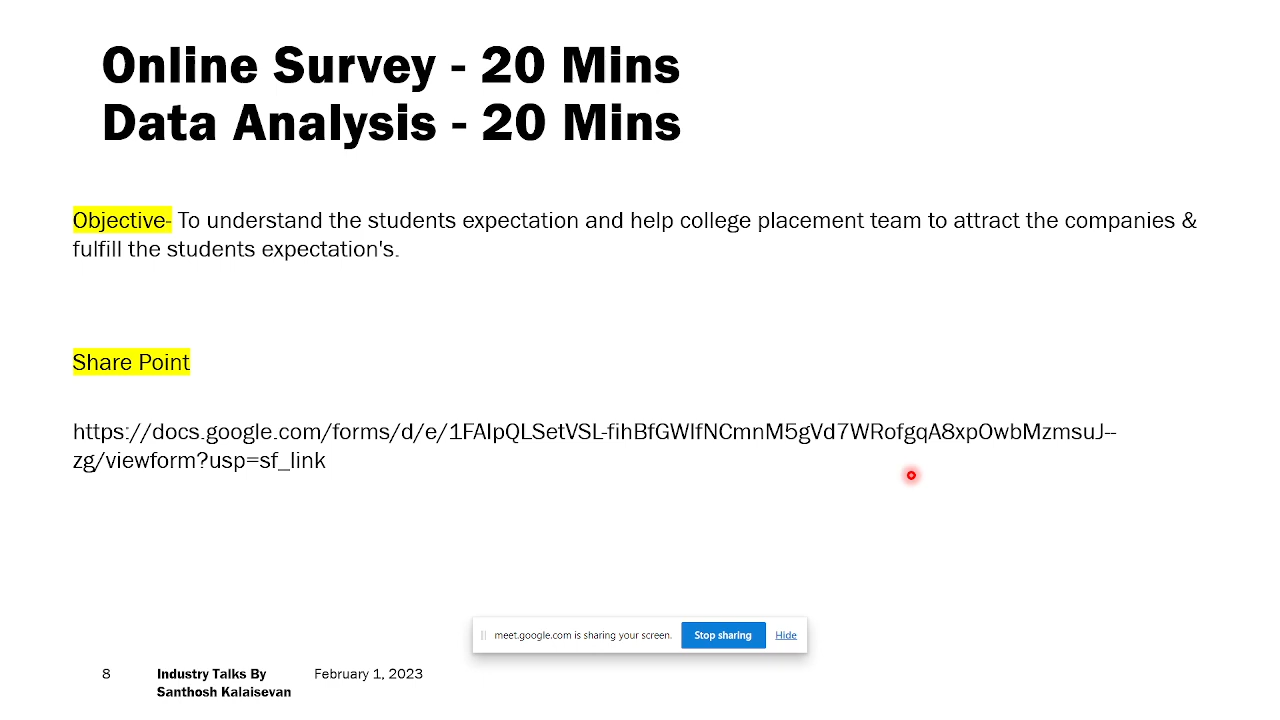 Online Survey - 20 Mins
Data Analysis - 20 Mins
Objective- To understand the students expectation and help college placement team to attract the companies &
fulfill the students expectation's.
Share Point
https://docs.google.com/forms/d/e/1FAIpQLSetVSL-fihBfGWIfNCmnM5gVd7WRofgqA8xpOwbMzmsuJ--
zg/viewform?usp=sf_link
meet.google.com is sharing your screen. Stop sharing Hide
8 Industry Talks By February 1, 2023
Santhosh Kalaisevan